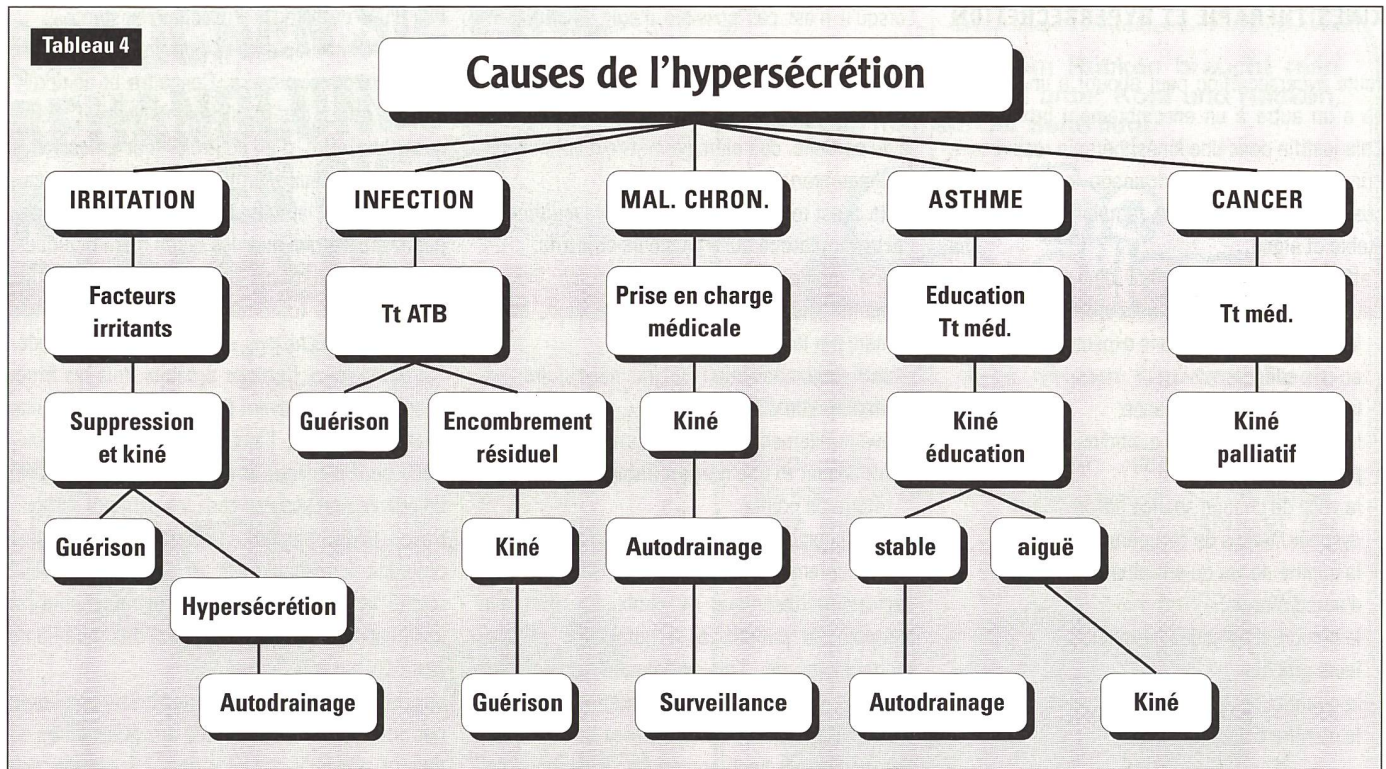 Tableau 4
Causes de l'hypersécrétion
IRRITATION
INFECTION
MAL. CHRON.
ASTHME
CANCER
Facteurs
irritants
Tt ATB
Prise en charge
médicale
Education
Tt méd.
Tt méd.
Suppression
et kiné
Guérison
Encombrement
résiduel
Kiné
Kiné
éducation
Kiné
palliatif
Guérison
Hypersécrétion
Kiné
Autodrainage
stable
aiguë
Autodrainage
Guérison
Surveillance
Autodrainage
Kiné